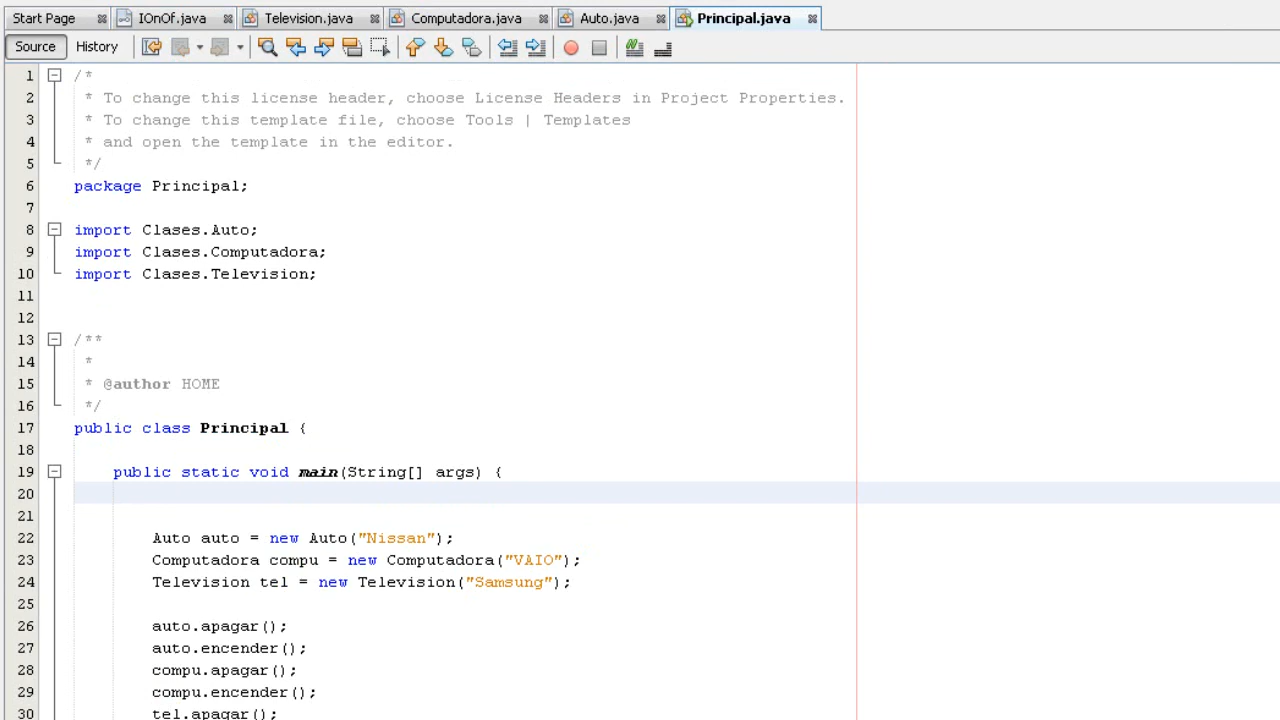 Start Page IOnOf.java Television.java Computadora.java Auto.java Principal.java
Source History
1 /*
2 * To change this license header, choose License Headers in Project Properties.
3 * To change this template file, choose Tools | Templates
4 * and open the template in the editor.
5 */
6 package Principal;
7
8 import Clases.Auto;
9 import Clases.Computadora;
10 import Clases.Television;
11
12
13 /**
14 *
15 * @author HOME
16 */
17 public class Principal {
18
19 public static void main(String[] args) {
20
21
22 Auto auto = new Auto("Nissan");
23 Computadora compu = new Computadora("VAIO");
24 Television tel = new Television("Samsung");
25
26 auto.apagar();
27 auto.encender();
28 compu.apagar();
29 compu.encender();
30 tel.apagar();